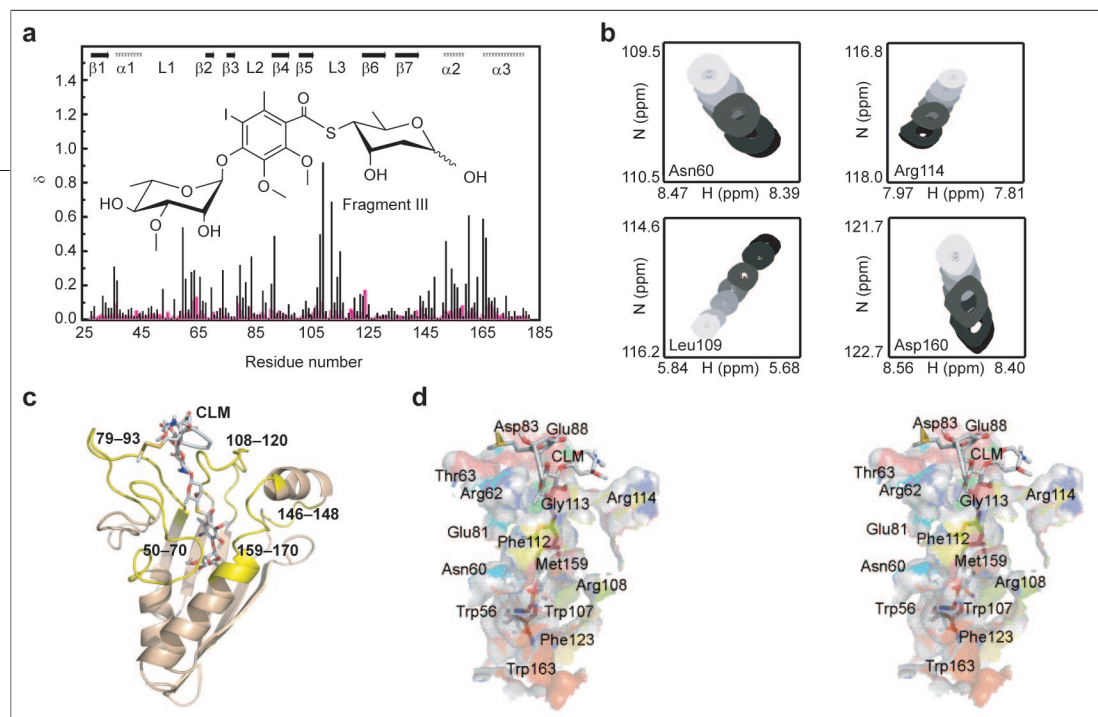 a
β1 α1 L1 β2 β3 L2 β4 β5 L3 β6 β7 α2 α3
1.4
1.2
1.0
0.8
0.6
0.4
0.2
0.0
δ
I
O
S
O
O
O
O
OH
OH
HO
O
O
OH
Fragment III
25 45 65 85 105 125 145 165 185
Residue number
b
109.5
N (ppm)
110.5
Asn60
8.47 H (ppm) 8.39
116.8
N (ppm)
118.0
Arg114
7.97 H (ppm) 7.81
114.6
N (ppm)
116.2
Leu109
5.84 H (ppm) 5.68
121.7
N (ppm)
122.7
Asp160
8.56 H (ppm) 8.40
c
CLM
79–93
108–120
146–148
50–70
159–170
d
Asp83 Glu88
CLM
Thr63
Arg62
Gly113
Arg114
Glu81
Phe112
Met159
Asn60
Arg108
Trp56
Trp107
Phe123
Trp163
Asp83 Glu88
CLM
Thr63
Arg62
Gly113
Arg114
Glu81
Phe112
Met159
Asn60
Arg108
Trp56
Trp107
Phe123
Trp163